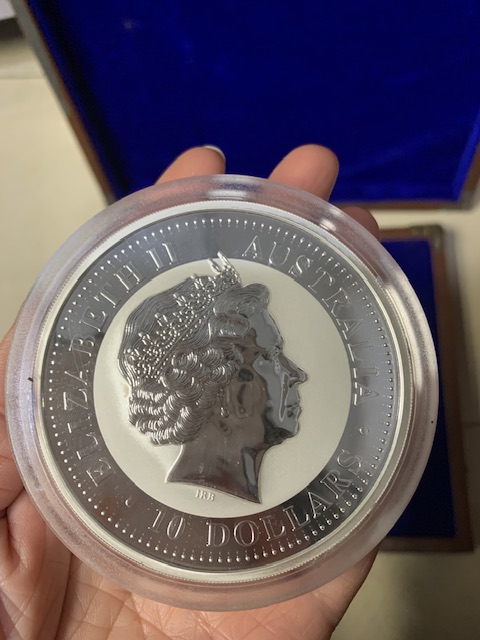 ELIZABETH II
AUSTRALIA
10 DOLLARS
IRB